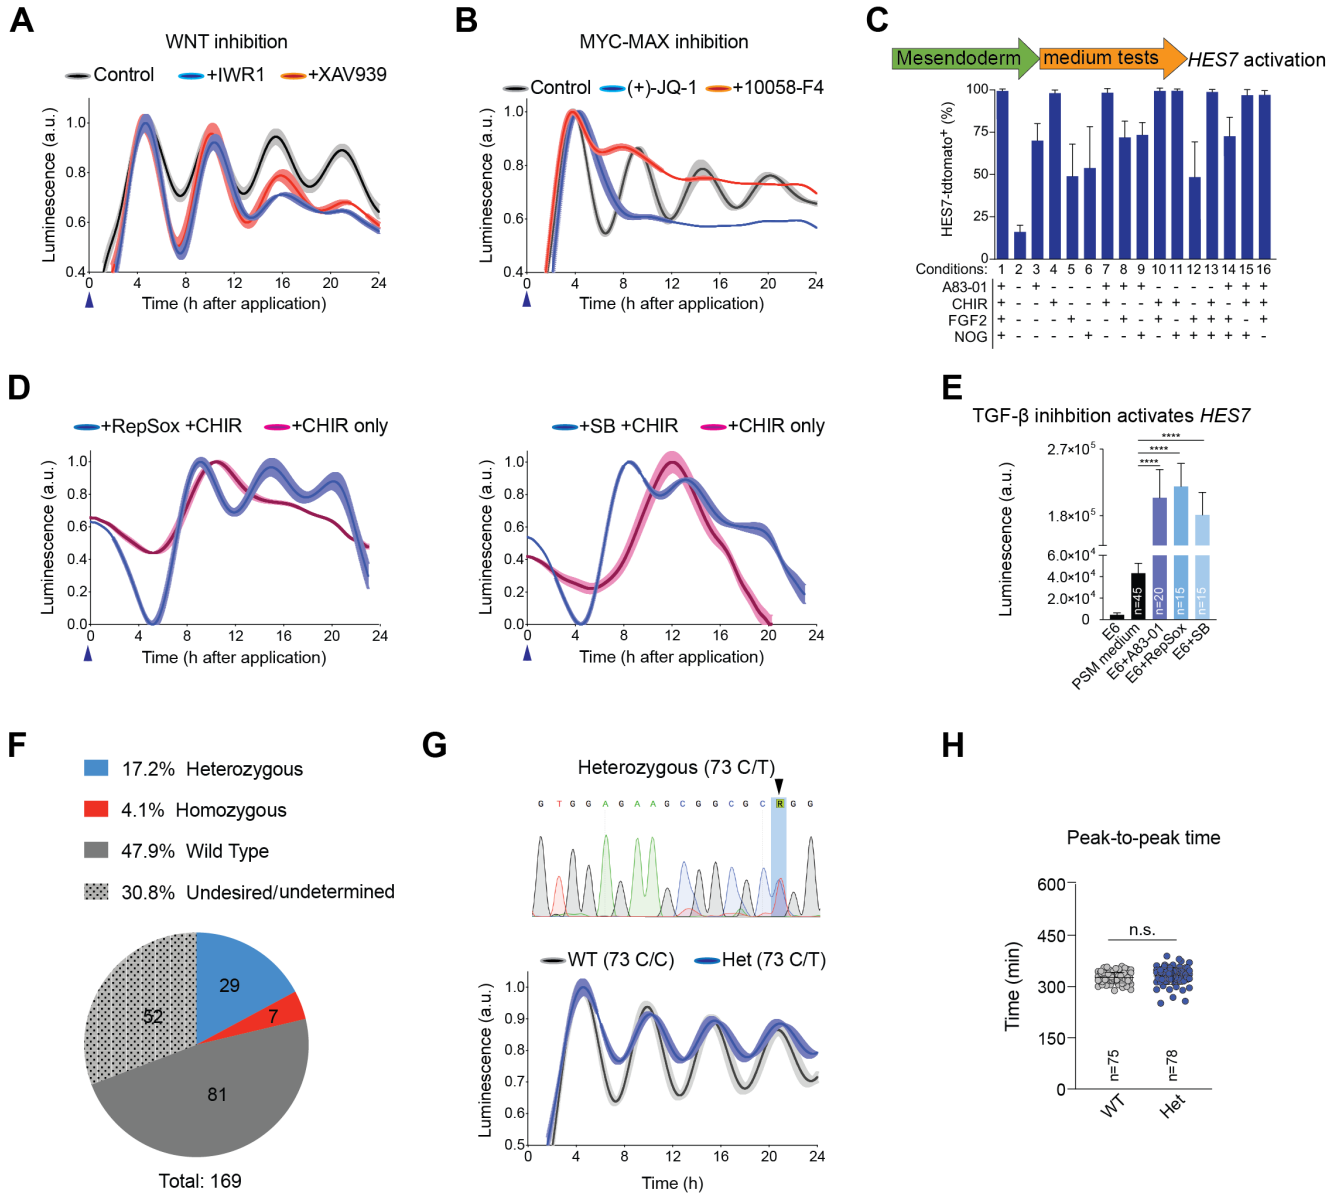 A
WNT inhibition
Control +IWR1 +XAV939
Luminescence (a.u.)
1.0
0.8
0.6
0.4
0 4 8 12 16 20 24
Time (h after application)
B
MYC-MAX inhibition
Control (+)-JQ-1 +10058-F4
Luminescence (a.u.)
1.0
0.8
0.6
0.4
0 4 8 12 16 20 24
Time (h after application)
C
Mesendoderm medium tests HES7 activation
HES7-tdtomato+ (%)
100
75
50
25
0
Conditions: 1 2 3 4 5 6 7 8 9 10 11 12 13 14 15 16
A83-01 + - + - - - + + + - - - - + + +
CHIR + - - + - - + - - + + - + - + +
FGF2 + - - - + - - + - + - + + + - +
NOG + - - - - + - - + - + + + + + -
D
+RepSox +CHIR +CHIR only
Luminescence (a.u.)
1.0
0.8
0.6
0.4
0.2
0.0
0 4 8 12 16 20 24
Time (h after application)
+SB +CHIR +CHIR only
Luminescence (a.u.)
1.0
0.8
0.6
0.4
0.2
0.0
0 4 8 12 16 20 24
Time (h after application)
E
TGF-β inihbition activates HES7
Luminescence (a.u.)
2.7×10⁵
1.8×10⁵
6.0×10⁴
4.0×10⁴
2.0×10⁴
0
****
****
****
n=45 n=20 n=15 n=15
E6 PSM medium E6+A83-01 E6+RepSox E6+SB
F
17.2% Heterozygous
4.1% Homozygous
47.9% Wild Type
30.8% Undesired/undetermined
29
7
52
81
Total: 169
G
Heterozygous (73 C/T)
G T G G A G A A G C G G C G C R G G
WT (73 C/C) Het (73 C/T)
Luminescence (a.u.)
1.0
0.9
0.8
0.7
0.6
0.5
0 4 8 12 16 20 24
Time (h)
H
Peak-to-peak time
Time (min)
600
450
300
150
0
n.s.
n=75 n=78
WT Het